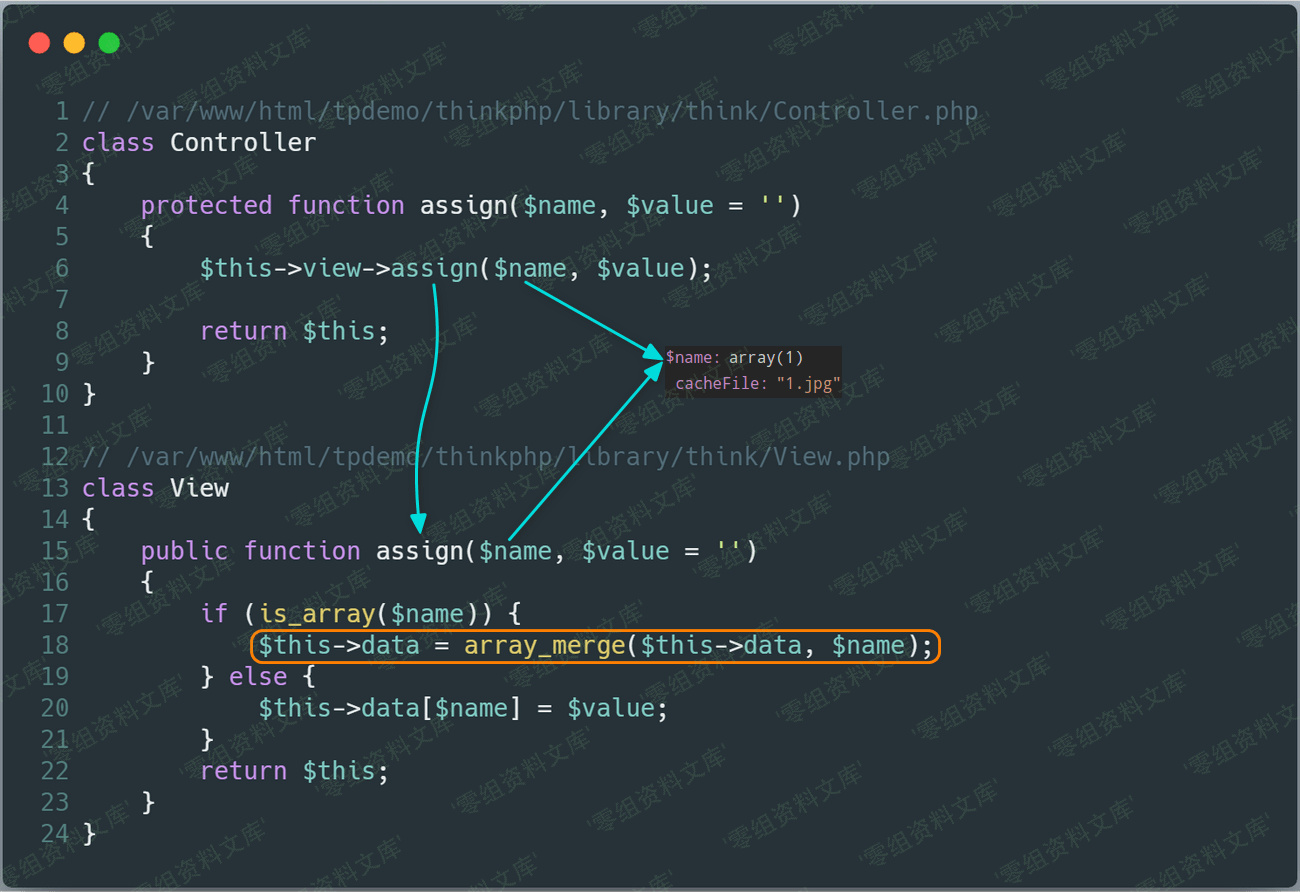 1 // /var/www/html/tpdemo/thinkphp/library/think/Controller.php
2 class Controller
3 {
4     protected function assign($name, $value = '')
5     {
6         $this->view->assign($name, $value);
7
8         return $this;
$name: array(1)
9     }
cacheFile: "1.jpg"
10 }
11
12 // /var/www/html/tpdemo/thinkphp/library/think/View.php
13 class View
14 {
15     public function assign($name, $value = '')
16     {
17         if (is_array($name)) {
18             $this->data = array_merge($this->data, $name);
19         } else {
20             $this->data[$name] = $value;
21         }
22         return $this;
23     }
24 }
'零组资料文库'